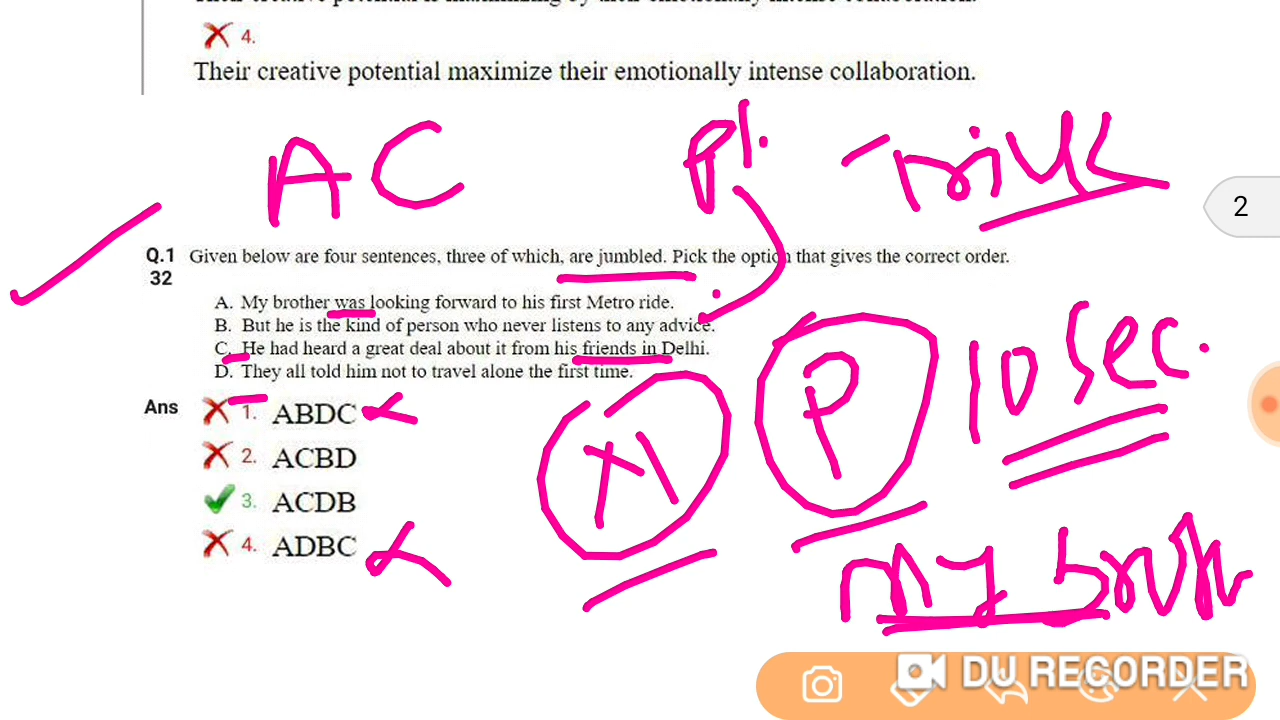 4.
Their creative potential maximize their emotionally intense collaboration.
AC
Pl.
Trick
2
Q.1 Given below are four sentences, three of which, are jumbled. Pick the option that gives the correct order.
32
A. My brother was looking forward to his first Metro ride.
B. But he is the kind of person who never listens to any advice.
C. He had heard a great deal about it from his friends in Delhi.
D. They all told him not to travel alone the first time.
Ans
1. ABDC
2. ACBD
3. ACDB
4. ADBC
N
P
10 Sec.
my broth
DU RECORDER